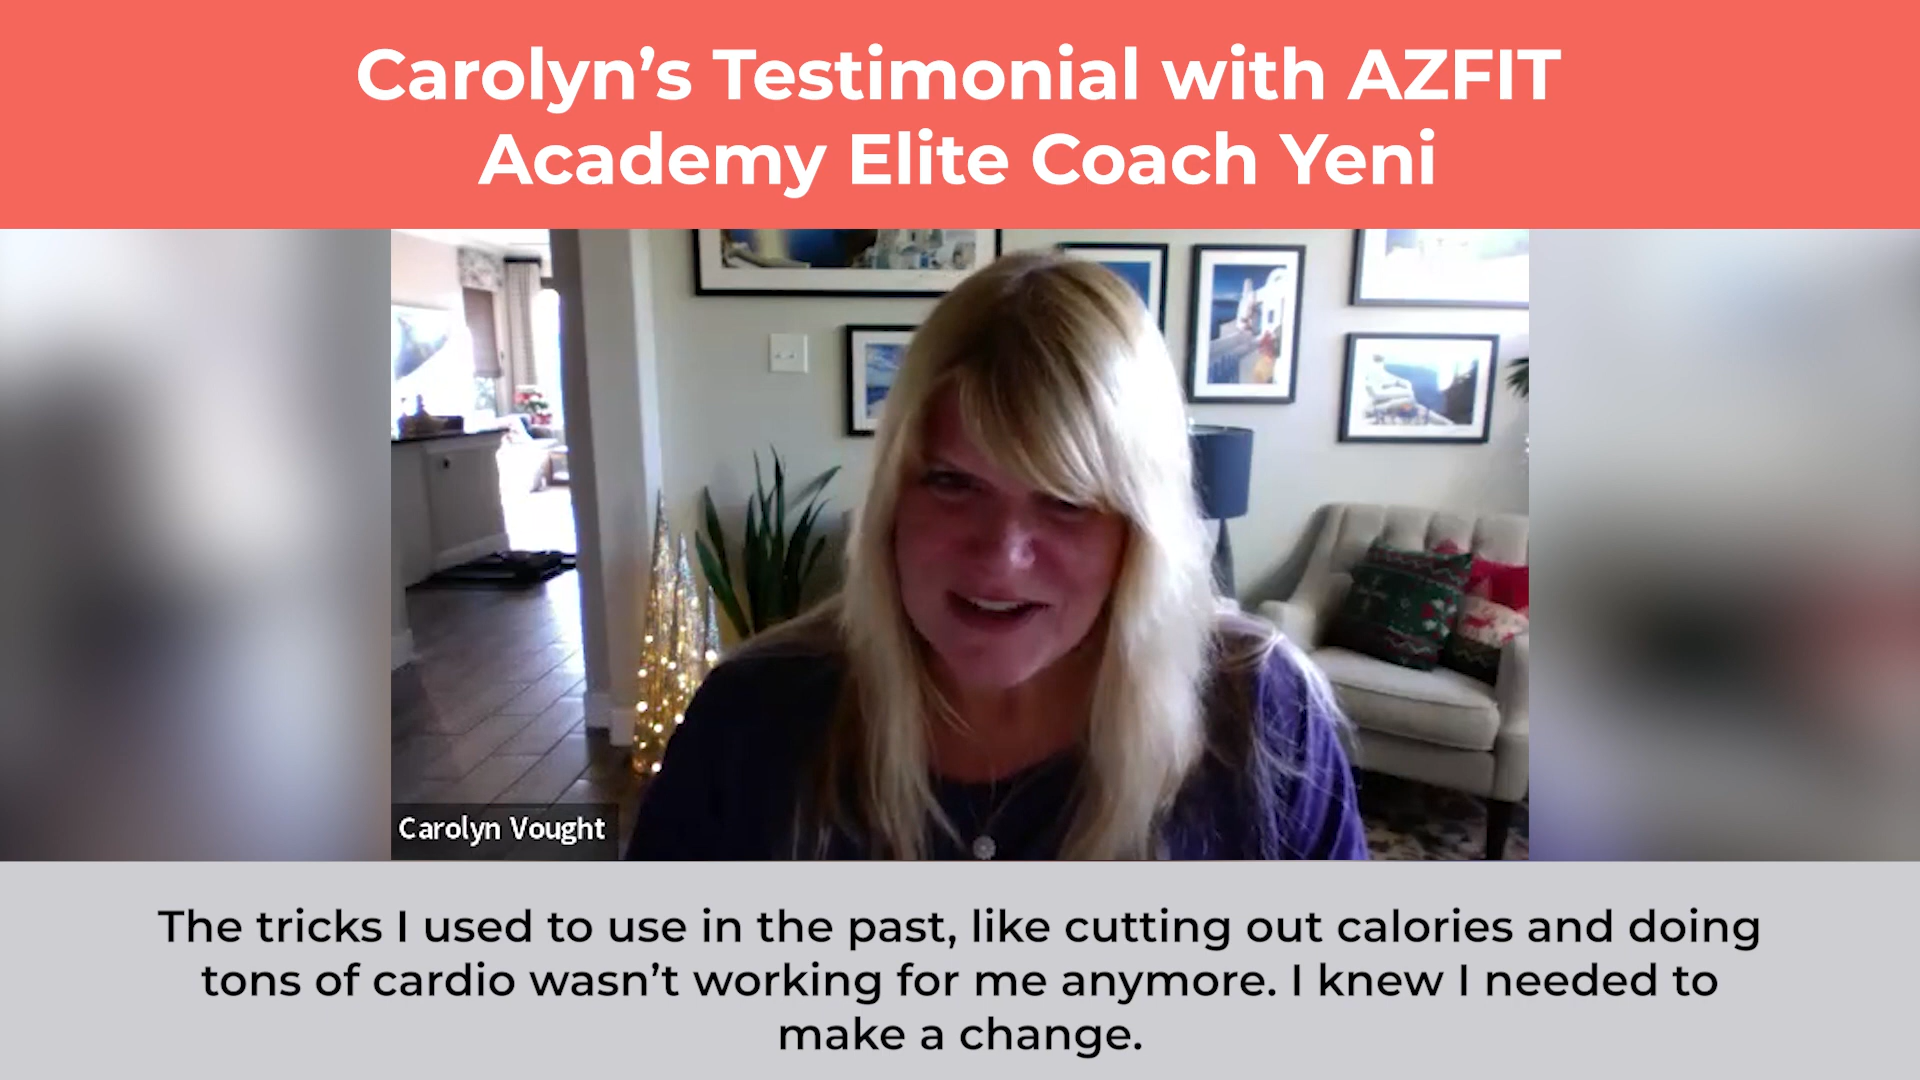 Carolyn’s Testimonial with AZFIT
Academy Elite Coach Yeni
Carolyn Vought
The tricks I used to use in the past, like cutting out calories and doing
tons of cardio wasn’t working for me anymore. I knew I needed to
make a change.